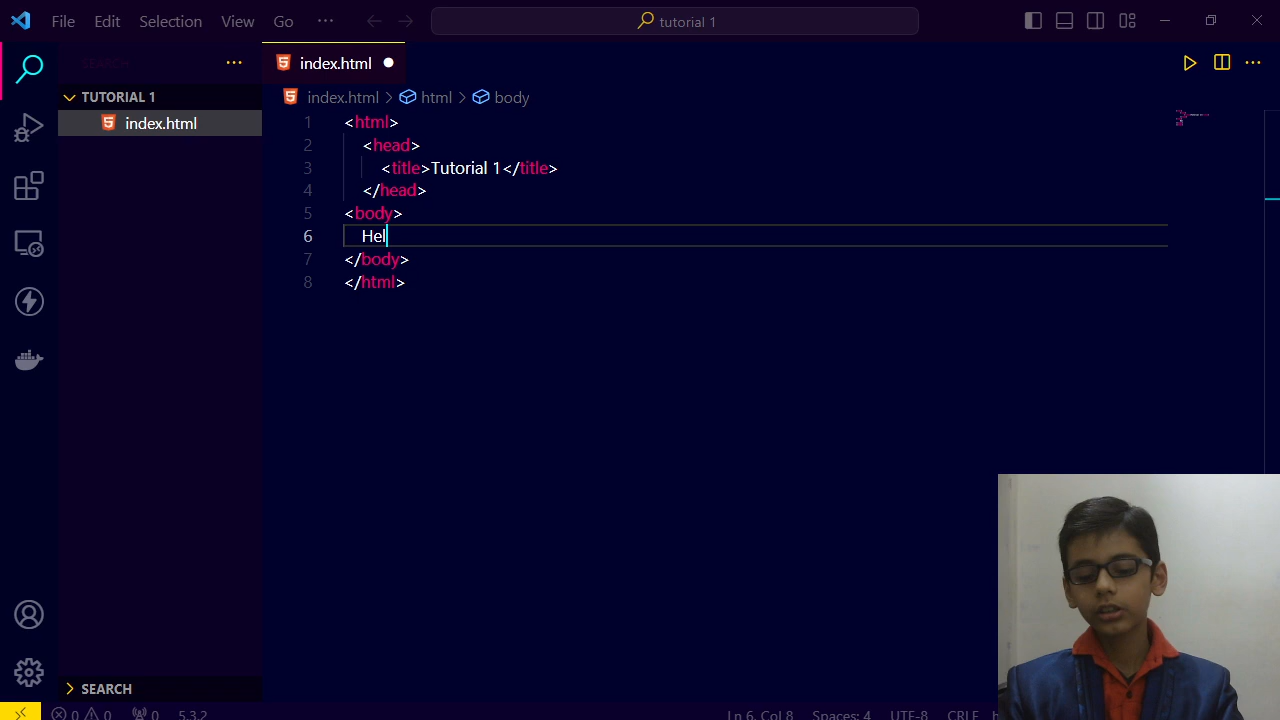 File Edit Selection View Go ··· tutorial 1
SEARCH ···
index.html
TUTORIAL 1
index.html
index.html > html > body
1 <html>
2 <head>
3 <title>Tutorial 1</title>
4 </head>
5 <body>
6 Hel
7 </body>
8 </html>
SEARCH
0 0 0 5.3.2 Ln 6, Col 8 Spaces: 4 UTF-8 CRLF